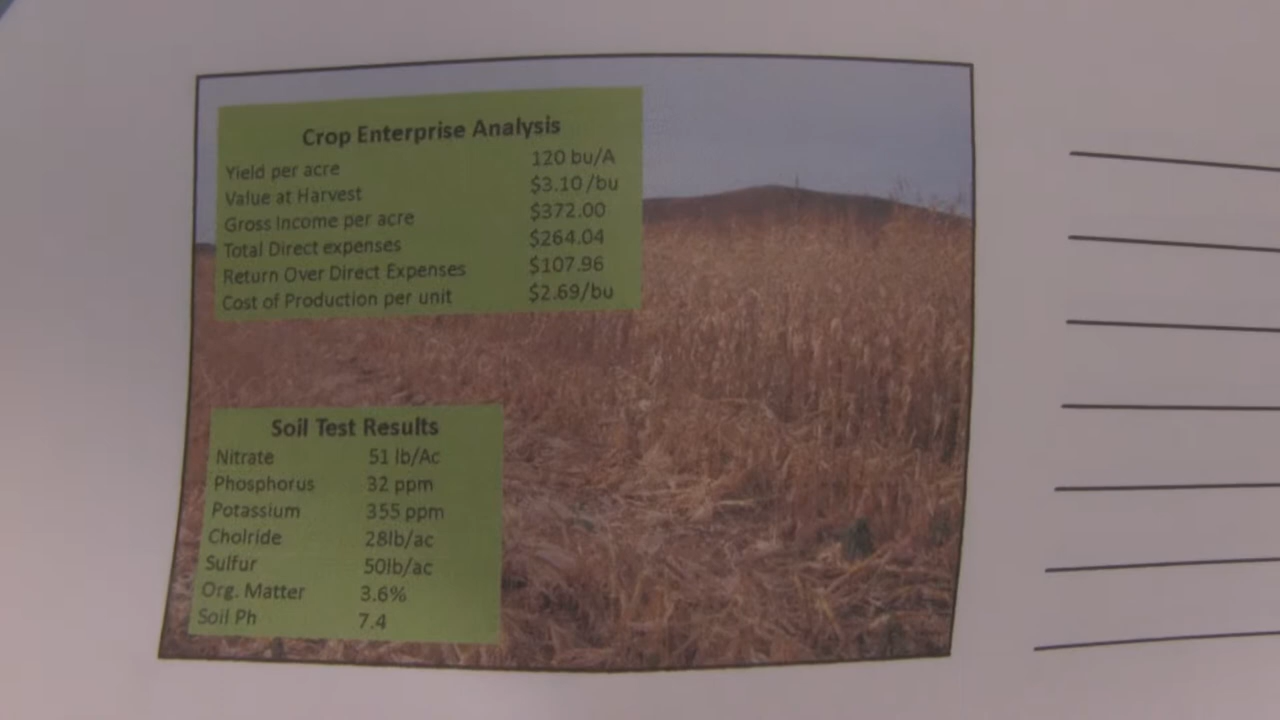 Crop Enterprise Analysis
Yield per acre 120 bu/A
Value at Harvest $3.10 /bu
Gross Income per acre $372.00
Total Direct expenses $264.04
Return Over Direct Expenses $107.96
Cost of Production per unit $2.69/bu
Soil Test Results
Nitrate 51 lb/Ac
Phosphorus 32 ppm
Potassium 355 ppm
Cholride 28lb/ac
Sulfur 50lb/ac
Org. Matter 3.6%
Soil Ph 7.4